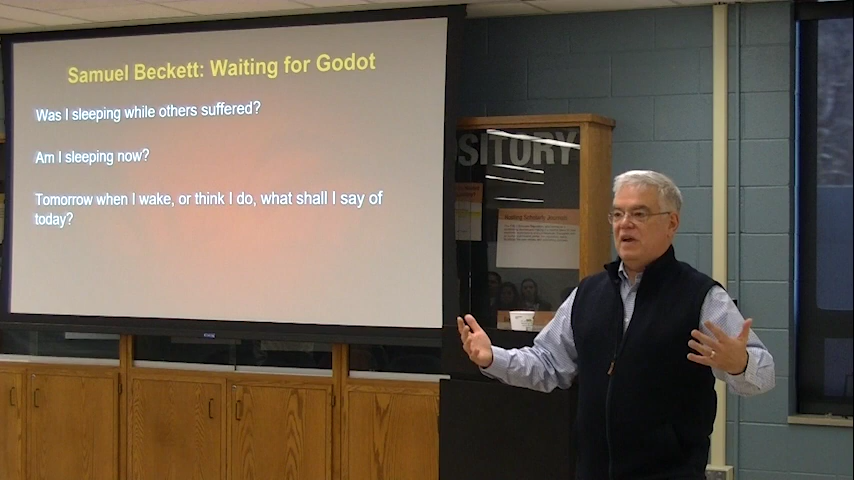 Samuel Beckett: Waiting for Godot
Was I sleeping while others suffered?
Am I sleeping now?
Tomorrow when I wake, or think I do, what shall I say of
today?
SITORY